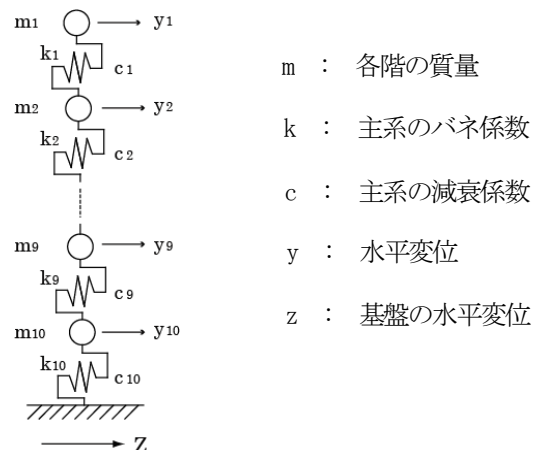 m1
y1
k1
c1
m2
y2
k2
c2
m9
y9
k9
c9
m10
y10
k10
c10
z
m : 各階の質量
k : 主系のバネ係数
c : 主系の減衰係数
y : 水平変位
z : 基盤の水平変位